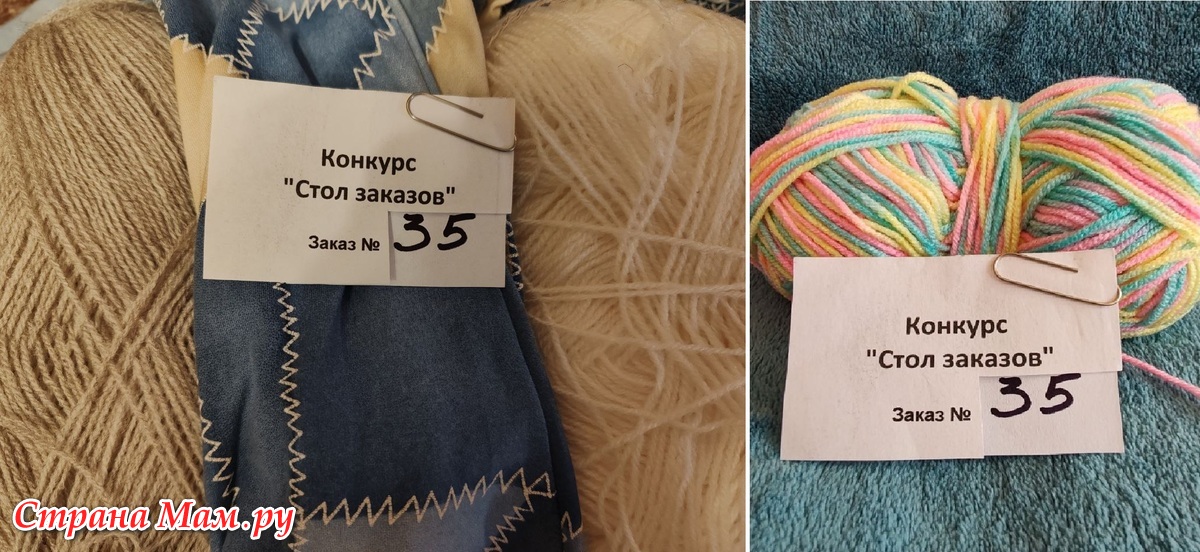 Конкурс
"Стол заказов"
Заказ № 35
Конкурс
"Стол заказов"
Заказ № 35
Страна Мам.ру